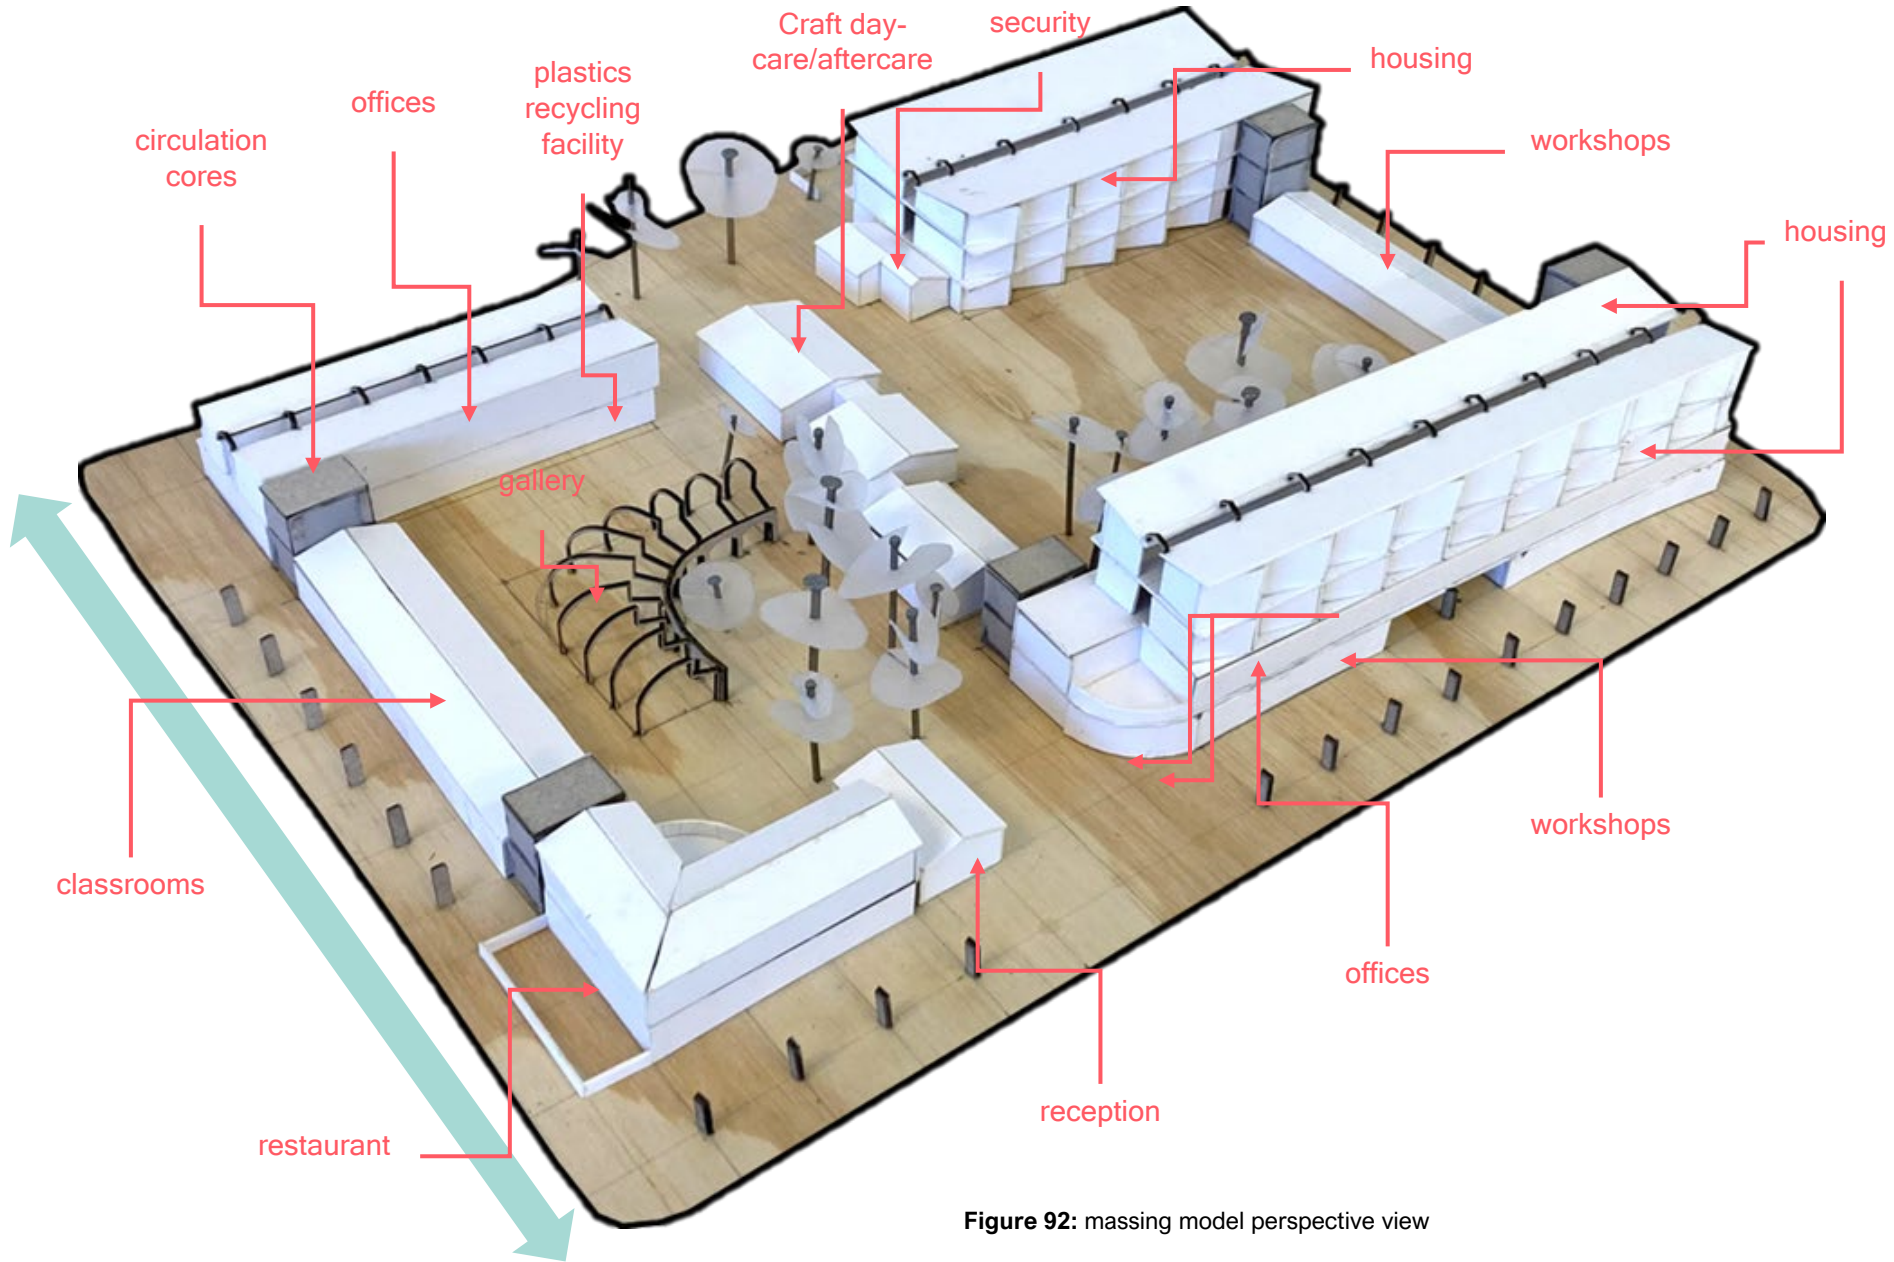 Craft day-
care/aftercare
security
housing
plastics
recycling
facility
offices
circulation
cores
workshops
housing
gallery
classrooms
workshops
offices
reception
restaurant
Figure 92: massing model perspective view